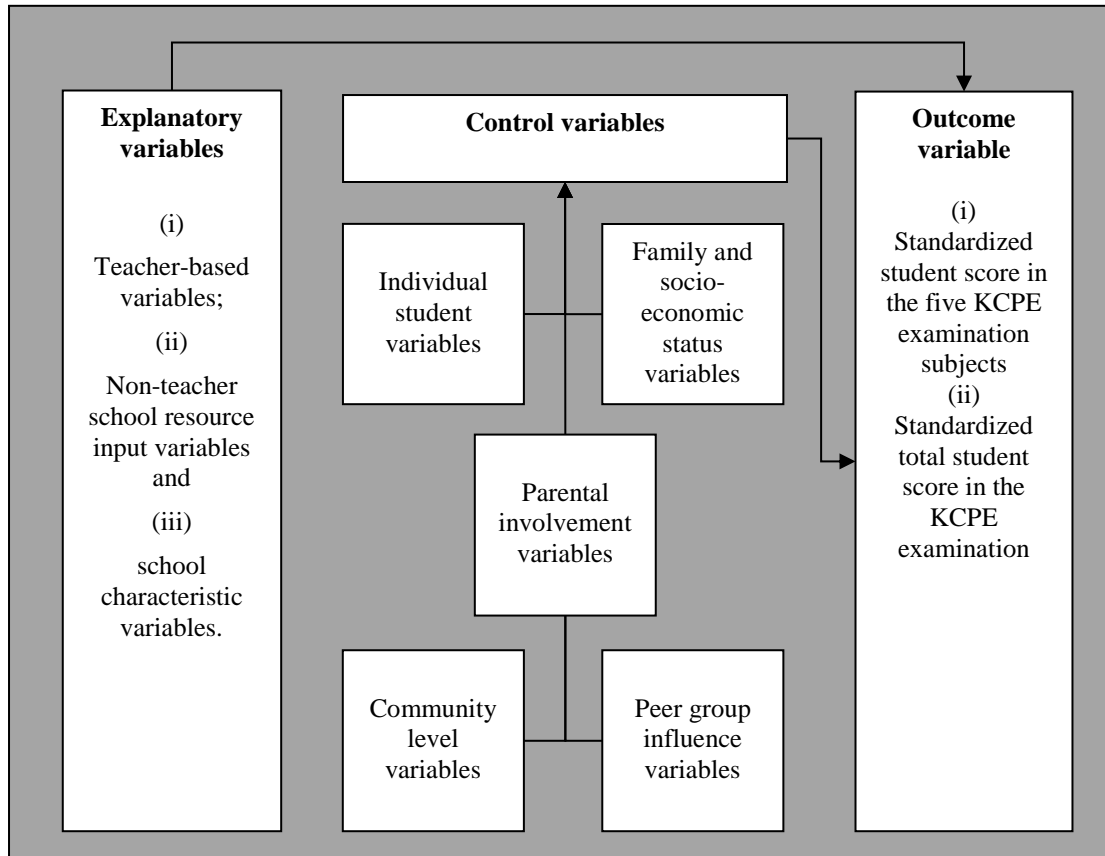 Explanatory
variables
(i)
Teacher-based
variables;
(ii)
Non-teacher
school resource
input variables
and
(iii)
school
characteristic
variables.
Control variables
Individual
student
variables
Family and
socio-
economic
status
variables
Parental
involvement
variables
Community
level
variables
Peer group
influence
variables
Outcome
variable
(i)
Standardized
student score in
the five KCPE
examination
subjects
(ii)
Standardized
total student
score in the
KCPE
examination